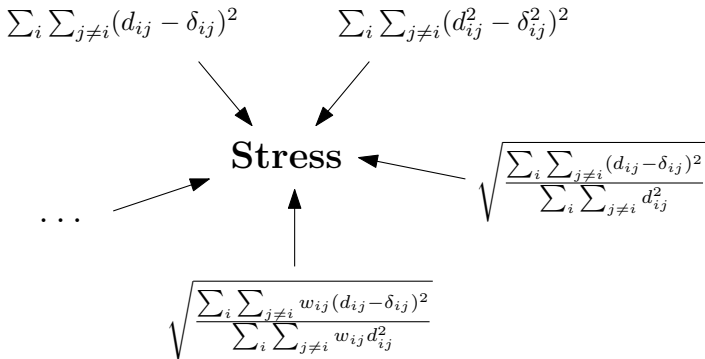 ∑_i ∑_{j≠i}(d_{ij} − δ_{ij})^2
∑_i ∑_{j≠i}(d_{ij}^2 − δ_{ij}^2)^2
Stress
√(∑_i ∑_{j≠i}(d_{ij}−δ_{ij})^2 / ∑_i ∑_{j≠i} d_{ij}^2)
...
√(∑_i ∑_{j≠i} w_{ij}(d_{ij}−δ_{ij})^2 / ∑_i ∑_{j≠i} w_{ij}d_{ij}^2)